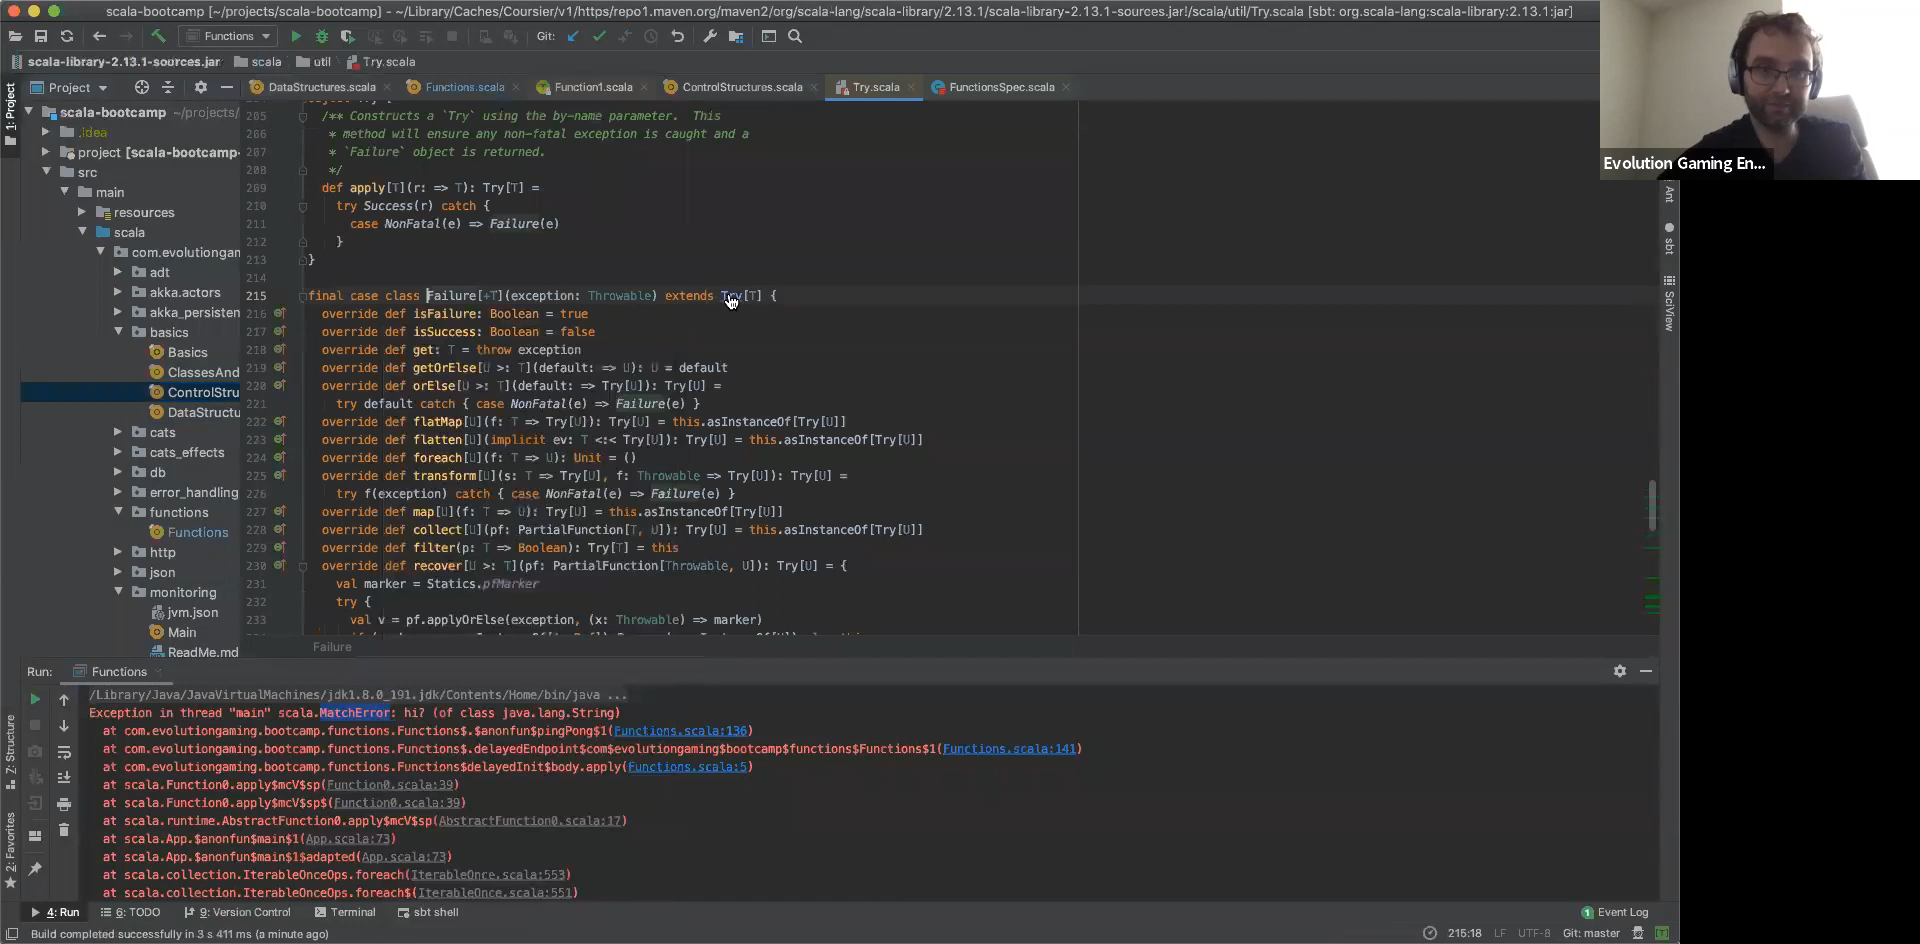 scala-bootcamp [~/projects/scala-bootcamp] - ~/Library/Caches/Coursier/v1/https/repo1.maven.org/maven2/org/scala-lang/scala-library/2.13.1/scala-library-2.13.1-sources.jar!/scala/util/Try.scala [sbt: org.scala-lang:scala-library:2.13.1:jar]
Functions
Git:
scala-library-2.13.1-sources.jar
scala
util
Try.scala
1: Project
Project
DataStructures.scala
Functions.scala
Function1.scala
ControlStructures.scala
Try.scala
FunctionsSpec.scala
scala-bootcamp ~/projects/
.idea
project [scala-bootcamp-
src
main
resources
scala
com.evolutiongan
adt
akka.actors
akka_persisten
basics
Basics
ClassesAnd
ControlStru
DataStructu
cats
cats_effects
db
error_handling
functions
Functions
http
json
monitoring
jvm.json
Main
ReadMe.md
205 /** Constructs a `Try` using the by-name parameter.  This
206 * method will ensure any non-fatal exception is caught and a
207 * `Failure` object is returned.
208 */
209 def apply[T](r: => T): Try[T] =
210 try Success(r) catch {
211 case NonFatal(e) => Failure(e)
212 }
213 }
214
215 final case class Failure[+T](exception: Throwable) extends Try[T] {
216 override def isFailure: Boolean = true
217 override def isSuccess: Boolean = false
218 override def get: T = throw exception
219 override def getOrElse[U >: T](default: => U): U = default
220 override def orElse[U >: T](default: => Try[U]): Try[U] =
221 try default catch { case NonFatal(e) => Failure(e) }
222 override def flatMap[U](f: T => Try[U]): Try[U] = this.asInstanceOf[Try[U]]
223 override def flatten[U](implicit ev: T <:< Try[U]): Try[U] = this.asInstanceOf[Try[U]]
224 override def foreach[U](f: T => U): Unit = ()
225 override def transform[U](s: T => Try[U], f: Throwable => Try[U]): Try[U] =
226 try f(exception) catch { case NonFatal(e) => Failure(e) }
227 override def map[U](f: T => U): Try[U] = this.asInstanceOf[Try[U]]
228 override def collect[U](pf: PartialFunction[T, U]): Try[U] = this.asInstanceOf[Try[U]]
229 override def filter(p: T => Boolean): Try[T] = this
230 override def recover[U >: T](pf: PartialFunction[Throwable, U]): Try[U] = {
231 val marker = Statics.pfMarker
232 try {
233 val v = pf.applyOrElse(exception, (x: Throwable) => marker)
Failure
Evolution Gaming En...
Ant
sbt
SciView
Run:
Functions
/Library/Java/JavaVirtualMachines/jdk1.8.0_191.jdk/Contents/Home/bin/java ...
Exception in thread "main" scala.MatchError: hi? (of class java.lang.String)
at com.evolutiongaming.bootcamp.functions.Functions$.$anonfun$pingPong$1(Functions.scala:136)
at com.evolutiongaming.bootcamp.functions.Functions$.delayedEndpoint$com$evolutiongaming$bootcamp$functions$Functions$1(Functions.scala:141)
at com.evolutiongaming.bootcamp.functions.Functions$delayedInit$body.apply(Functions.scala:5)
at scala.Function0.apply$mcV$sp(Function0.scala:39)
at scala.Function0.apply$mcV$sp$(Function0.scala:39)
at scala.runtime.AbstractFunction0.apply$mcV$sp(AbstractFunction0.scala:17)
at scala.App.$anonfun$main$1(App.scala:73)
at scala.App.$anonfun$main$1$adapted(App.scala:73)
at scala.collection.IterableOnceOps.foreach(IterableOnce.scala:553)
at scala.collection.IterableOnceOps.foreach$(IterableOnce.scala:551)
Z: Structure
2: Favorites
4: Run
6: TODO
9: Version Control
Terminal
sbt shell
1 Event Log
Build completed successfully in 3 s 411 ms (a minute ago)
215:18
LF
UTF-8
Git: master